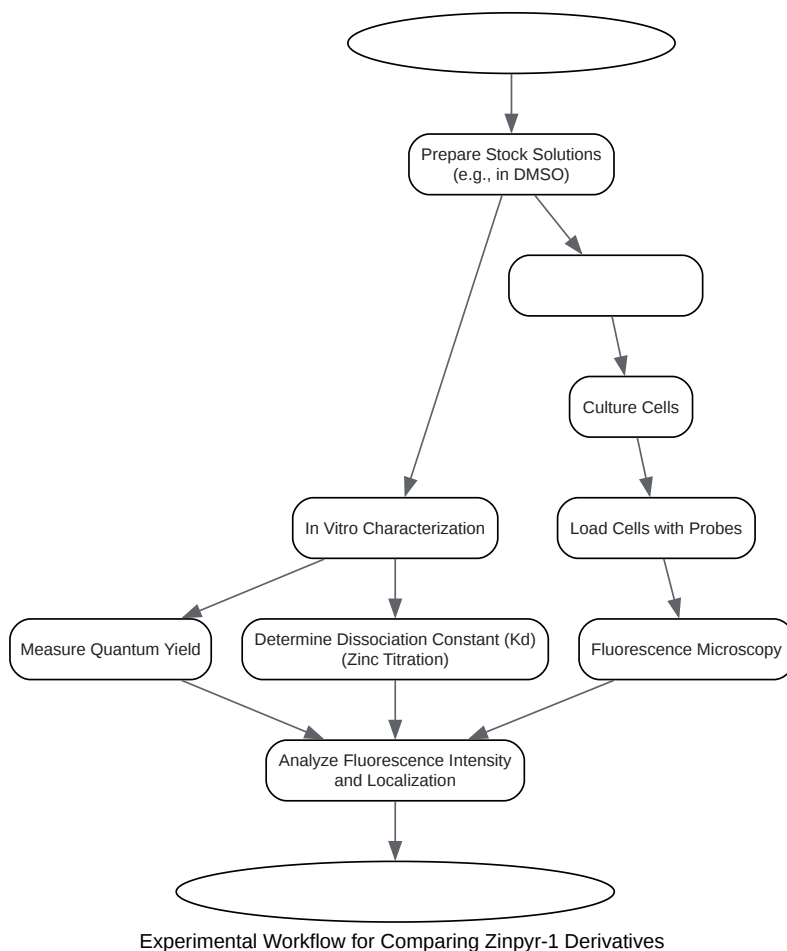 Prepare Stock Solutions
(e.g., in DMSO)
Culture Cells
In Vitro Characterization
Load Cells with Probes
Measure Quantum Yield
Determine Dissociation Constant (Kd)
(Zinc Titration)
Fluorescence Microscopy
Analyze Fluorescence Intensity
and Localization
Experimental Workflow for Comparing Zinpyr-1 Derivatives